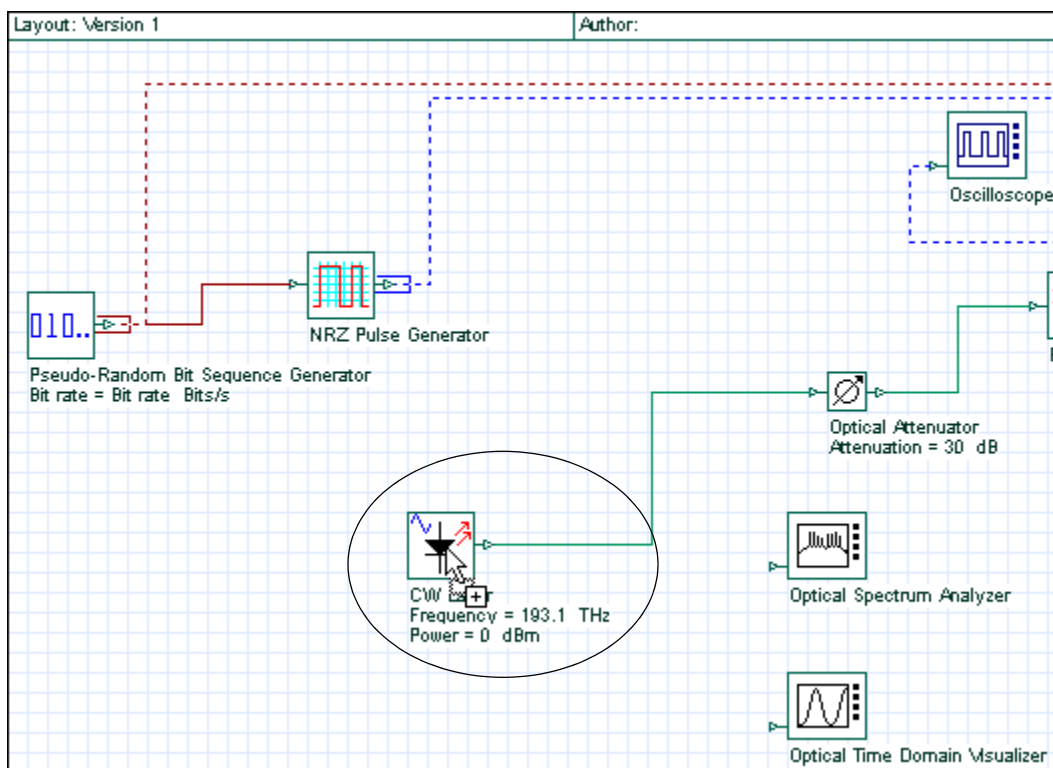 Layout: Version 1
Author:
Oscilloscope
NRZ Pulse Generator
010..
Pseudo-Random Bit Sequence Generator
Bit rate = Bit rate Bits/s
Optical Attenuator
Attenuation = 30 dB
CW
Frequency = 193.1 THz
Power = 0 dBm
Optical Spectrum Analyzer
Optical Time Domain Visualizer